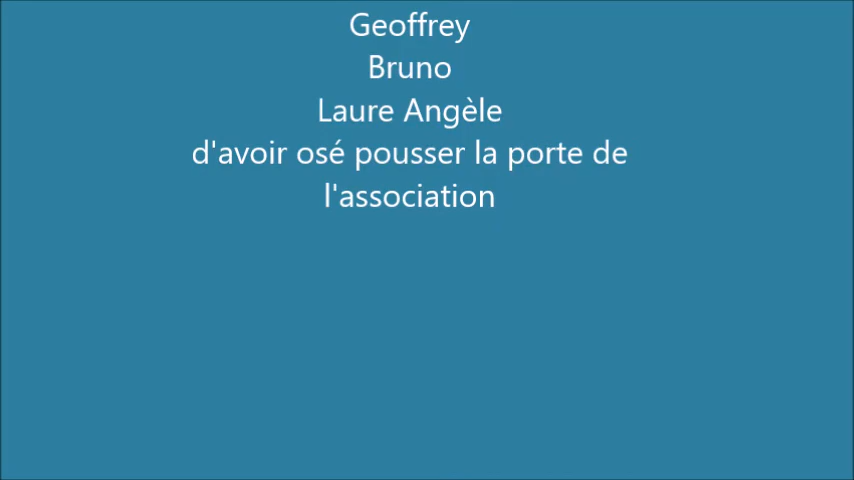 Geoffrey
Bruno
Laure Angèle
d'avoir osé pousser la porte de
l'association